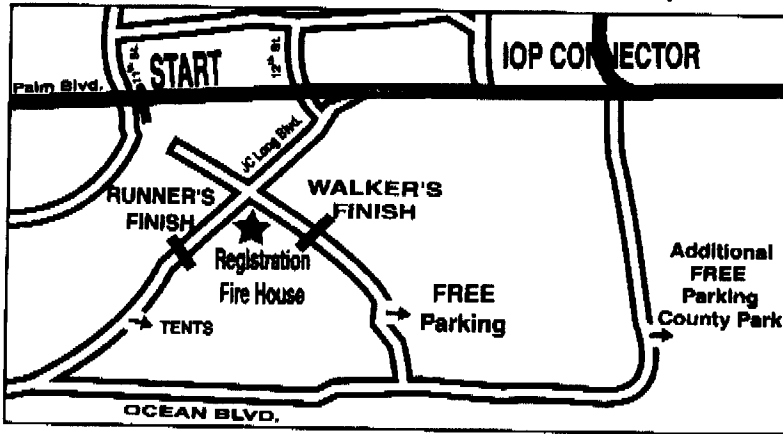 START
IOP CONNECTOR
11th St.
12th St.
Palm Blvd.
JC Long Blvd.
RUNNER'S
FINISH
WALKER'S
FINISH
Registration
Fire House
TENTS
FREE
Parking
Additional
FREE
Parking
County Park
OCEAN BLVD.